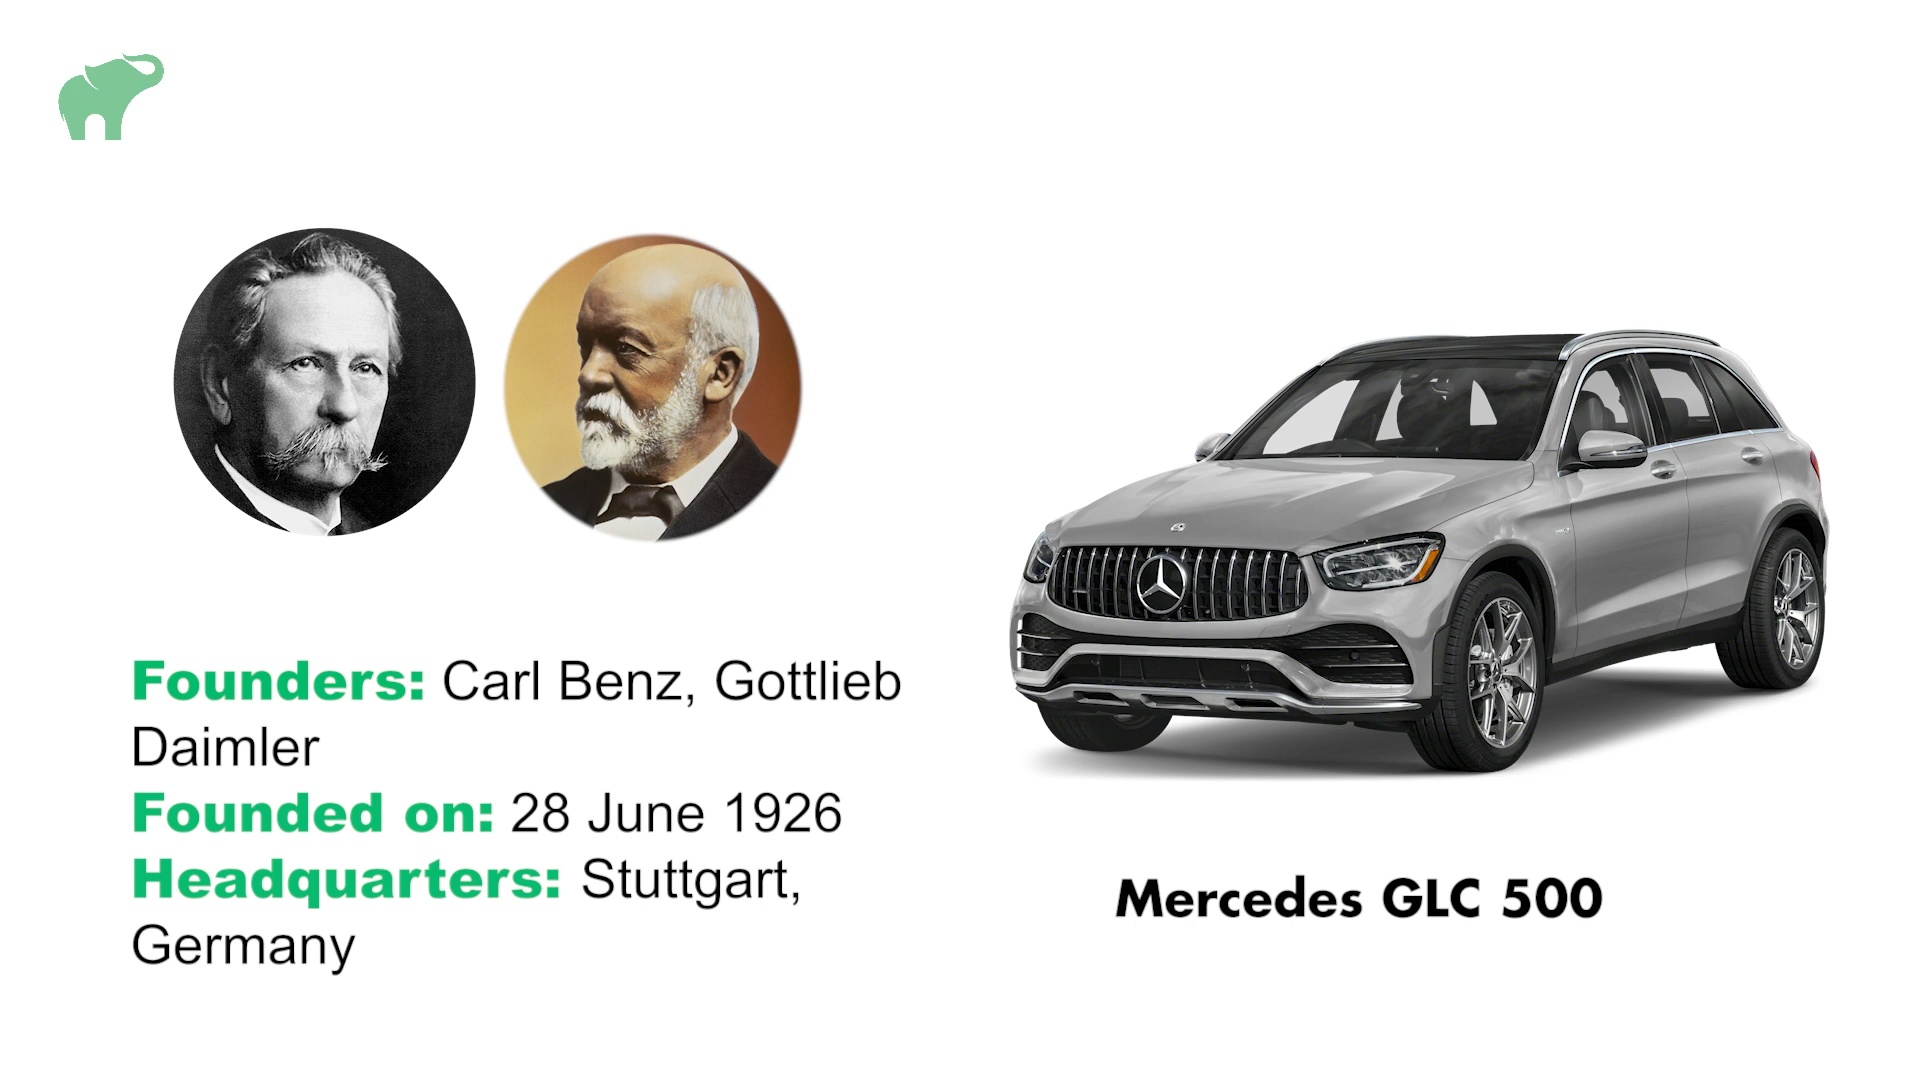 Founders: Carl Benz, Gottlieb
Daimler
Founded on: 28 June 1926
Headquarters: Stuttgart,
Germany
Mercedes GLC 500